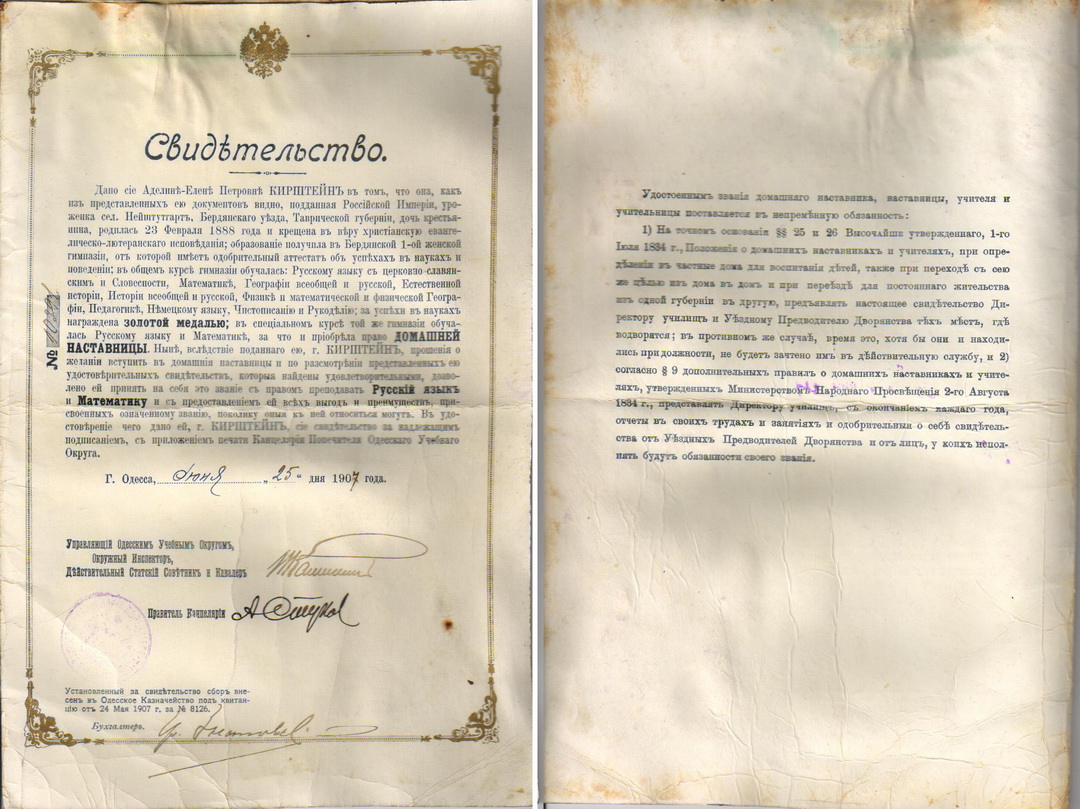 Свидѣтельство.
Дано сіе Аделинѣ-Еленѣ Петровнѣ КИРШТЕЙНЪ въ томъ, что она, какъ
изъ представленныхъ ею документовъ видно, подданная Россійской Имперіи, уро-
женка сел. Нейштутгартъ, Бердянскаго уѣзда, Таврической губерніи, дочь крестья-
нина, родилась 23 Февраля 1888 года и крещена въ вѣру христіанскую еванге-
лическо-лютеранскаго исповѣданія; образованіе получила въ Бердянской 1-ой женской
гимназіи, отъ которой имѣетъ одобрительный аттестатъ объ успѣхахъ въ наукахъ и
поведеніи; въ общемъ курсѣ гимназіи обучалась: Русскому языку съ церковно-славян-
скимъ и Словесности, Математикѣ, Географіи всеобщей и русской, Естественной
исторіи, Исторіи всеобщей и русской, Физикѣ и математической и физической Геогра-
фіи, Педагогикѣ, Нѣмецкому языку, Чистописанію и Рукодѣлію; за успѣхи въ наукахъ
награждена золотой медалью; въ спеціальномъ курсѣ той же гимназіи обуча-
лась Русскому языку и Математикѣ, за что и пріобрѣла право ДОМАШНЕЙ
НАСТАВНИЦЫ. Нынѣ, вслѣдствіе поданнаго ею, г. КИРШТЕЙНЪ, прошенія о
желаніи вступить въ домашнія наставницы и по разсмотрѣніи представленныхъ ею
удостовѣрительныхъ свидѣтельствъ, которыя найдены удовлетворительными, дозво-
лено ей принять на себя это званіе съ правомъ преподавать Русскій языкъ
и Математику и съ предоставленіемъ ей всѣхъ выгодъ и преимуществъ, при-
своенныхъ означенному званію, поколику оныя къ ней относиться могутъ. Въ удо-
стовѣреніе чего дано ей, г. КИРШТЕЙНЪ, сіе свидѣтельство за надлежащимъ
подписаніемъ, съ приложеніемъ печати Канцеляріи Попечителя Одесскаго Учебнаго
Округа.
№
Г. Одесса, Іюня „25“ дня 1907 года.
Управляющій Одесскимъ Учебнымъ Округомъ,
Окружный Инспекторъ,
Дѣйствительный Статскій Совѣтникъ и Кавалеръ
Правитель Канцеляріи
Установленный за свидѣтельство сборъ вне-
сенъ въ Одесское Казначейство подъ квитан-
цію отъ 24 Мая 1907 г. за № 8126.
Бухгалтеръ.
Удостоеннымъ званія домашняго наставника, наставницы, учителя и
учительницы поставляется въ непремѣнную обязанность:
1) На точномъ основаніи §§ 25 и 26 Высочайше утвержденнаго, 1-го
Іюля 1834 г., Положенія о домашнихъ наставникахъ и учителяхъ, при опре-
дѣленіи въ частные дома для воспитанія дѣтей, также при переходѣ съ сею
же цѣлью изъ дома въ домъ и при переѣздѣ для постояннаго жительства
изъ одной губерніи въ другую, предъявлять настоящее свидѣтельство Ди-
ректору училищъ и Уѣздному Предводителю Дворянства тѣхъ мѣстъ, гдѣ
водворятся; въ противномъ же случаѣ, время это, хотя бы они и находи-
лись при должности, не будетъ зачтено имъ въ дѣйствительную службу, и 2)
согласно § 9 дополнительныхъ правилъ о домашнихъ наставникахъ и учите-
ляхъ, утвержденныхъ Министерствомъ Народнаго Просвѣщенія 2-го Августа
1834 г., представлять Директору училищъ, съ окончаніемъ каждаго года,
отчеты въ своихъ трудахъ и занятіяхъ и одобрительныя о себѣ свидѣтель-
ства отъ Уѣздныхъ Предводителей Дворянства и отъ лицъ, у коихъ испол-
нять будутъ обязанности своего званія.